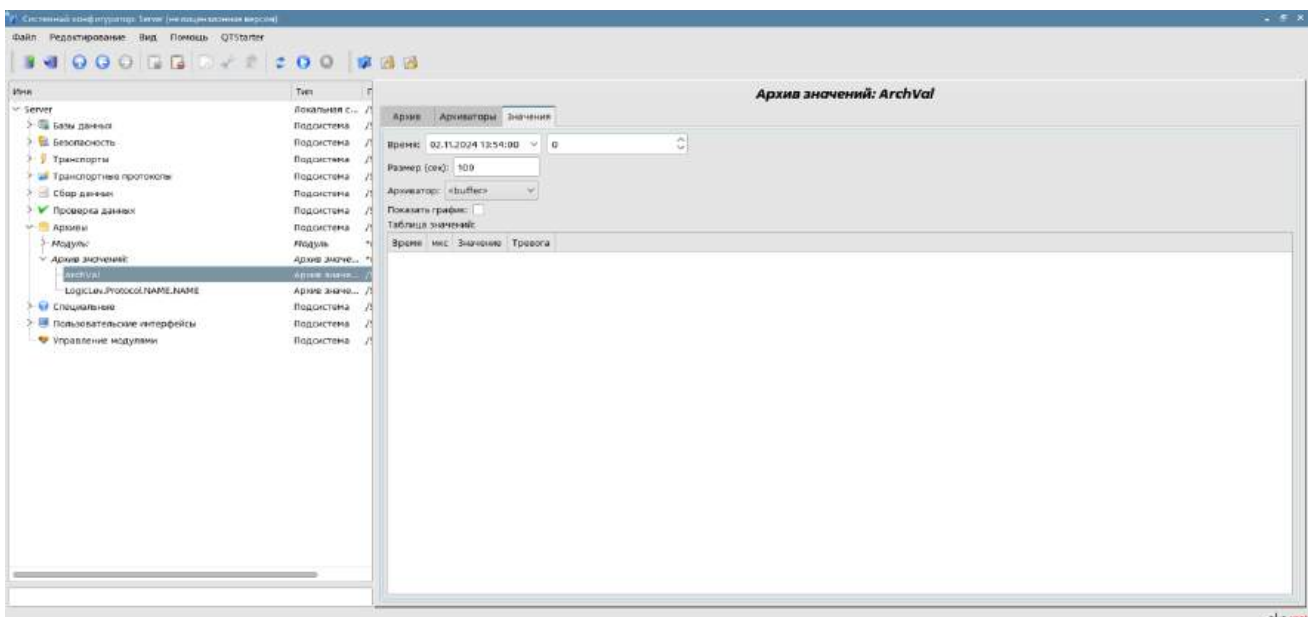 Системный конфигуратор: Server (нелицензионная версия)
Файл Редактирование Вид Помощь QTStarter
Имя Тип
Server Локальная с...
Базы данных Подсистема
Безопасность Подсистема
Транспорты Подсистема
Транспортные протоколы Подсистема
Сбор данных Подсистема
Проверка данных Подсистема
Архивы Подсистема
Модуль: Модуль
Архив значений: Архив значе...
ArchVal Архив значе...
LogicLev.Protocol.NAME.NAME Архив значе...
Специальные Подсистема
Пользовательские интерфейсы Подсистема
Управление модулями Подсистема
Архив значений: ArchVal
Архив Архиваторы Значения
Время: 02.11.2024 13:54:00 0
Размер (сек): 100
Архиватор: <buffer>
Показать график:
Таблица значений:
Время мкс Значение Тревога